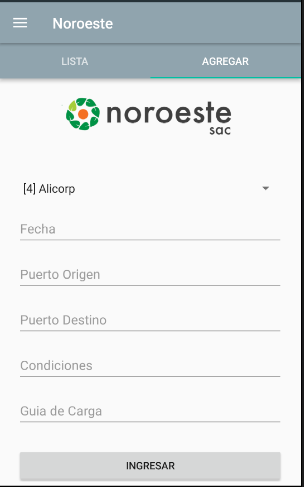 Noroeste
LISTA AGREGAR
noroeste
sac
[4] Alicorp
Fecha
Puerto Origen
Puerto Destino
Condiciones
Guia de Carga
INGRESAR